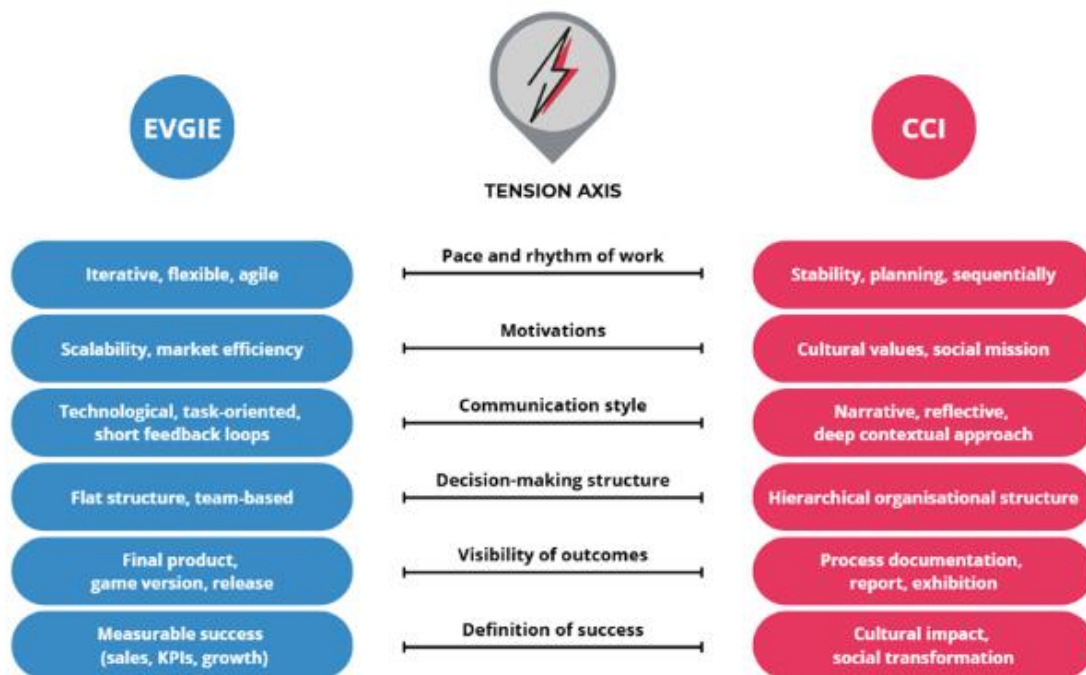 EVGIE
CCI
TENSION AXIS
Iterative, flexible, agile
Pace and rhythm of work
Stability, planning, sequentially
Scalability, market efficiency
Motivations
Cultural values, social mission
Technological, task-oriented,
short feedback loops
Communication style
Narrative, reflective,
deep contextual approach
Flat structure, team-based
Decision-making structure
Hierarchical organisational structure
Final product,
game version, release
Visibility of outcomes
Process documentation,
report, exhibition
Measurable success
(sales, KPIs, growth)
Definition of success
Cultural impact,
social transformation